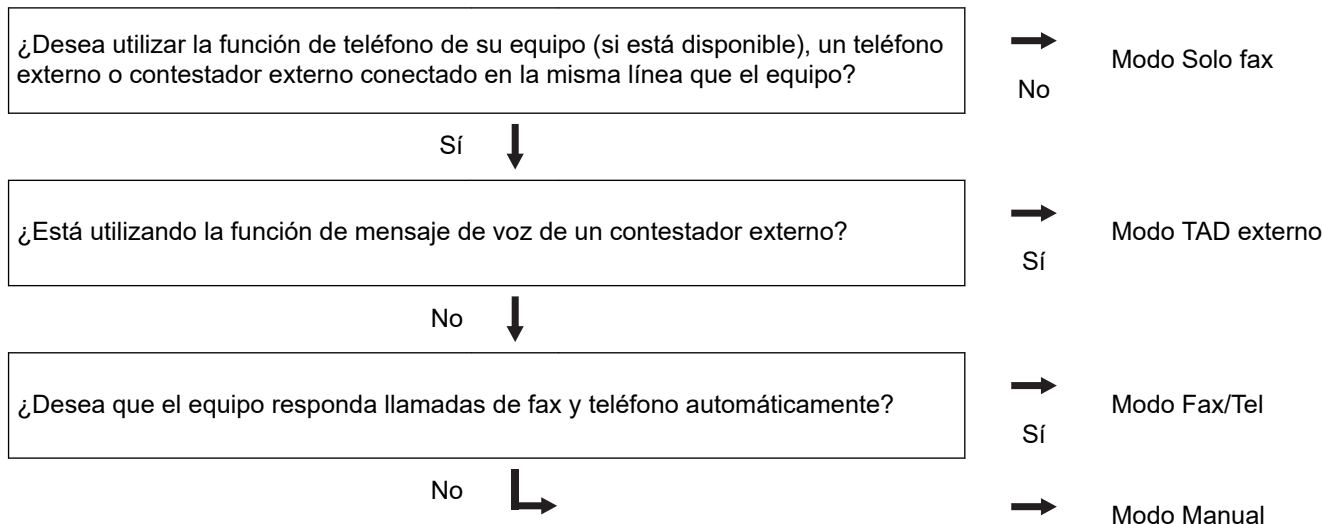 ¿Desea utilizar la función de teléfono de su equipo (si está disponible), un teléfono
externo o contestador externo conectado en la misma línea que el equipo?
No
Modo Solo fax
Sí
¿Está utilizando la función de mensaje de voz de un contestador externo?
Sí
Modo TAD externo
No
¿Desea que el equipo responda llamadas de fax y teléfono automáticamente?
Sí
Modo Fax/Tel
No
Modo Manual